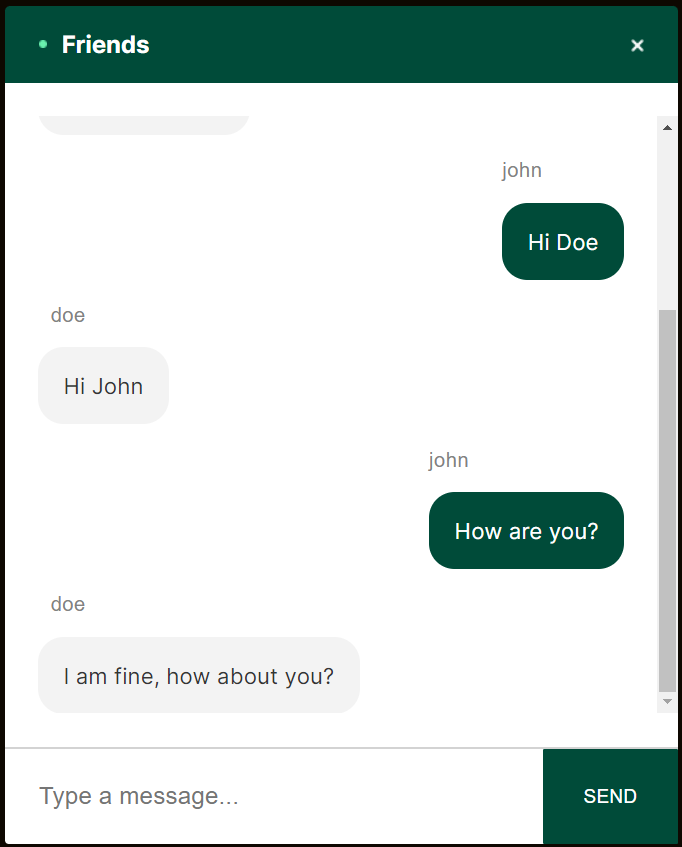 Friends
john
Hi Doe
doe
Hi John
john
How are you?
doe
I am fine, how about you?
Type a message...
SEND